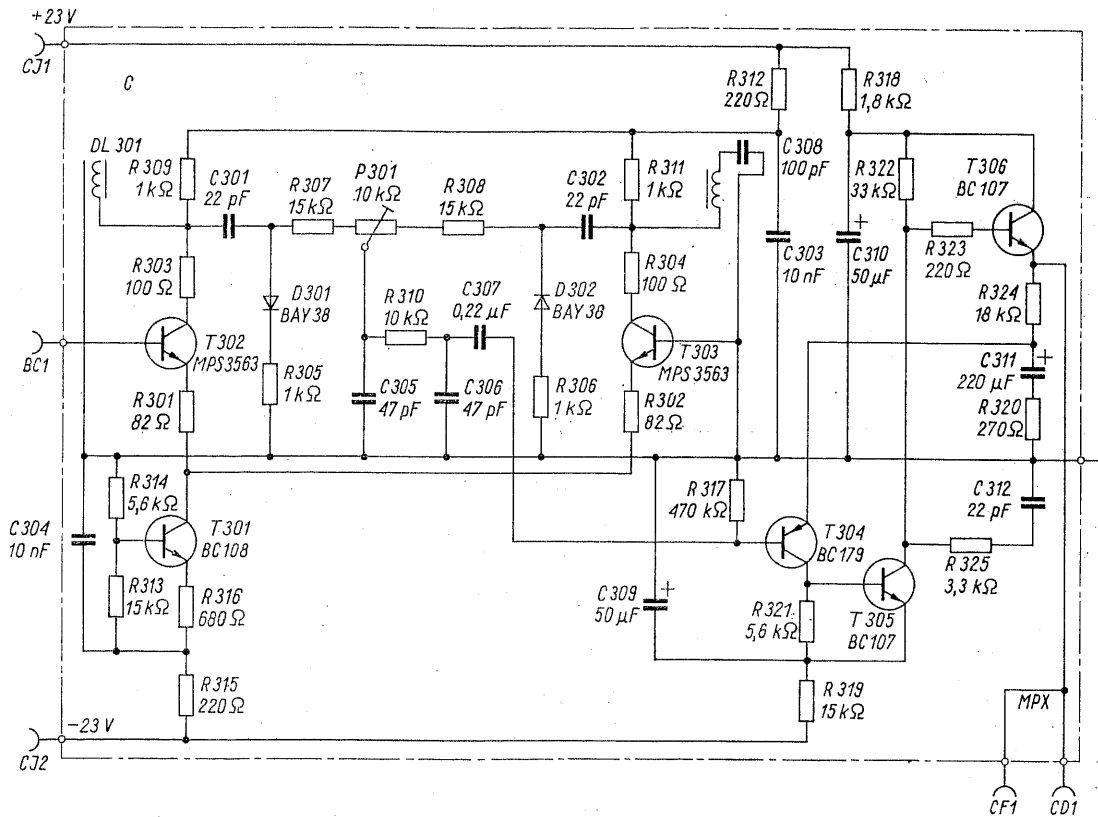 +23 V
CJ1
C
R312
220 Ω
R318
1,8 kΩ
DL 301
R309
1 kΩ
C301
22 pF
R307
15 kΩ
P301
10 kΩ
R308
15 kΩ
C302
22 pF
R311
1 kΩ
C308
100 pF
R322
33 kΩ
T306
BC 107
R303
100 Ω
D301
BAY 38
R310
10 kΩ
C307
0,22 µF
D302
BAY 38
R304
100 Ω
C303
10 nF
C310
50 µF
+
R323
220 Ω
R324
18 kΩ
BC1
T302
MPS3563
T303
MPS3563
C311
220 µF
+
R301
82 Ω
R305
1 kΩ
C305
47 pF
C306
47 pF
R306
1 kΩ
R302
82 Ω
R320
270 Ω
R314
5,6 kΩ
R317
470 kΩ
C312
22 pF
C304
10 nF
T301
BC108
T304
BC179
R325
3,3 kΩ
R313
15 kΩ
R316
680 Ω
C309
50 µF
+
R321
5,6 kΩ
T305
BC107
R315
220 Ω
R319
15 kΩ
MPX
−23 V
CJ2
CF1
CD1